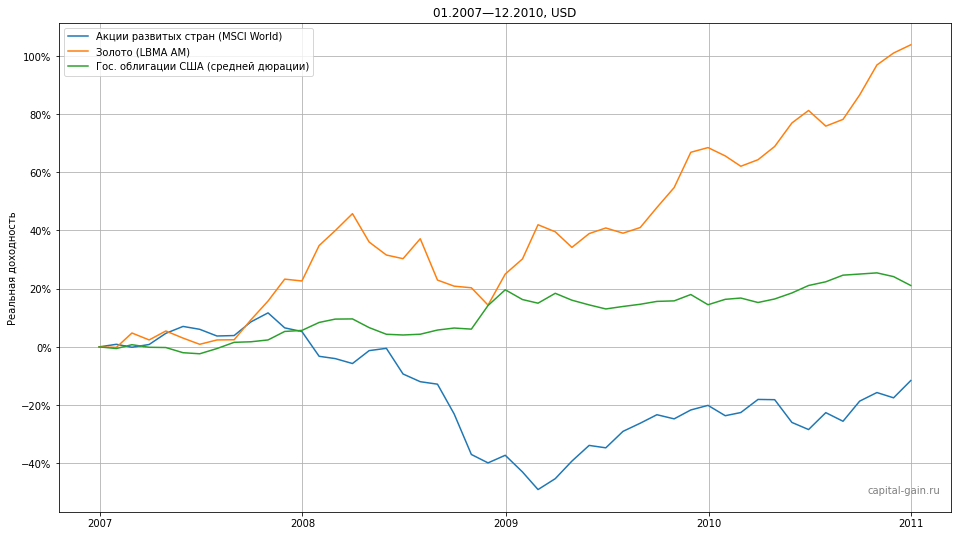 01.2007—12.2010, USD
Акции развитых стран (MSCI World)
Золото (LBMA AM)
Гос. облигации США (средней дюрации)
Реальная доходность
100%
80%
60%
40%
20%
0%
−20%
−40%
capital-gain.ru
2007
2008
2009
2010
2011